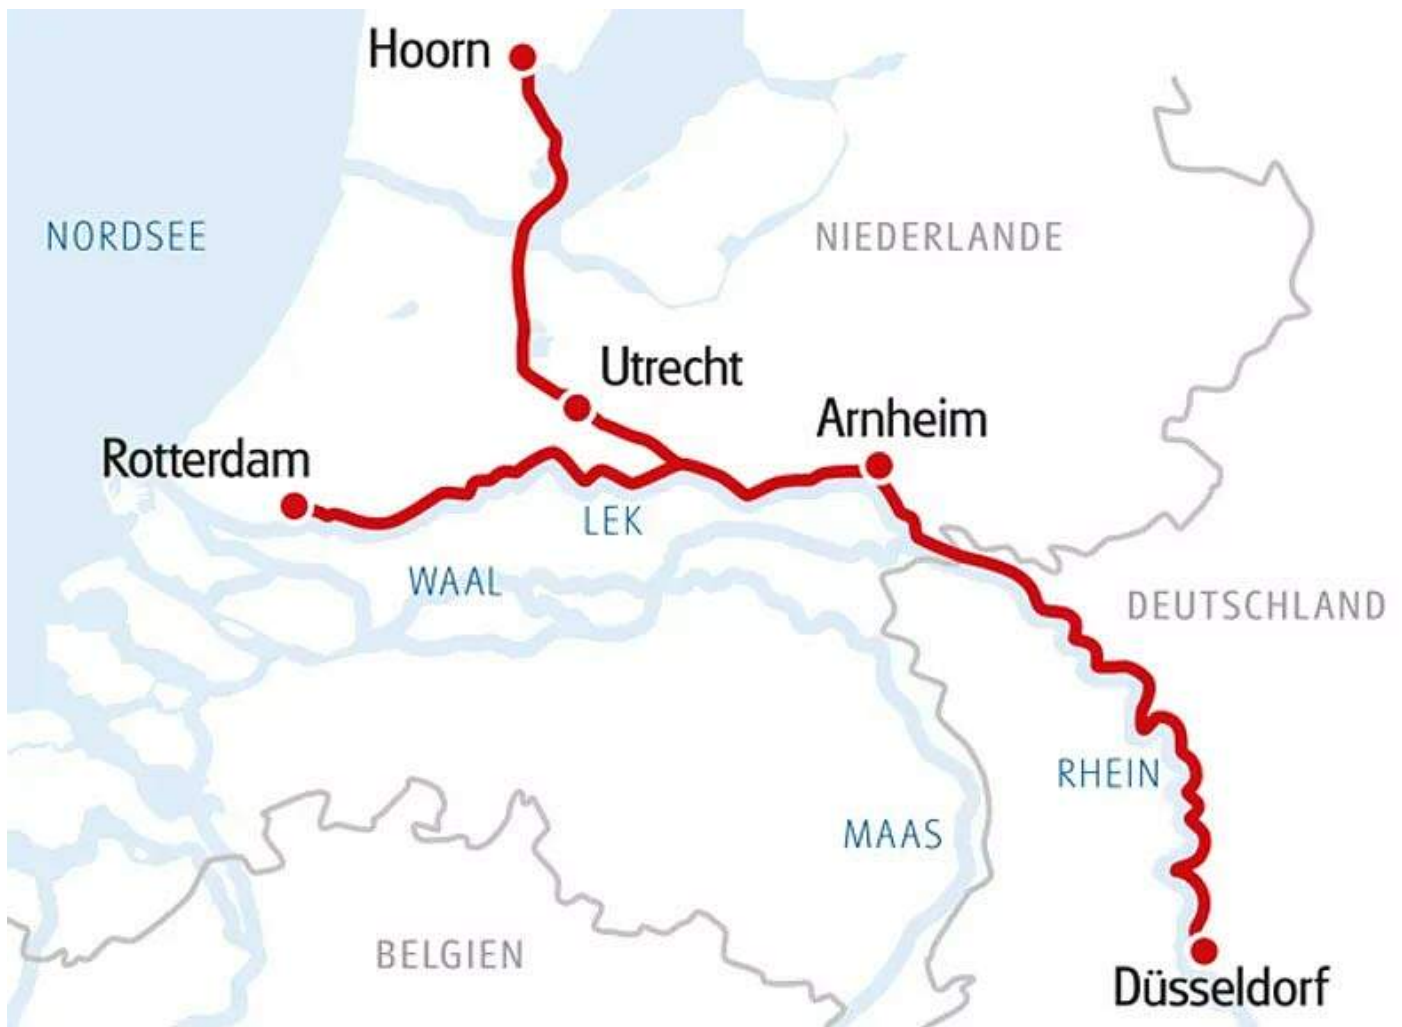 Hoorn
NORDSEE
NIEDERLANDE
Utrecht
Arnheim
Rotterdam
LEK
WAAL
DEUTSCHLAND
RHEIN
MAAS
BELGIEN
Düsseldorf